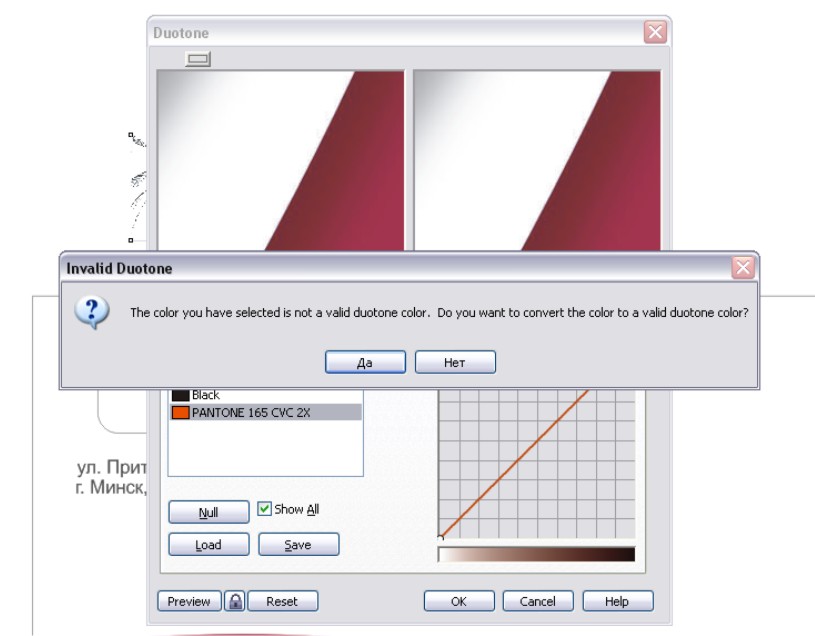 Duotone
Invalid Duotone
The color you have selected is not a valid duotone color. Do you want to convert the color to a valid duotone color?
Да
Нет
Black
PANTONE 165 CVC 2X
ул. Прит
г. Минск,
Null
Show All
Load
Save
Preview
Reset
OK
Cancel
Help